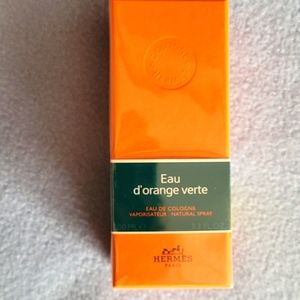 Eau
d'orange verte
EAU DE COLOGNE
VAPORISATEUR NATURAL SPRAY
HERMÈS
PARIS